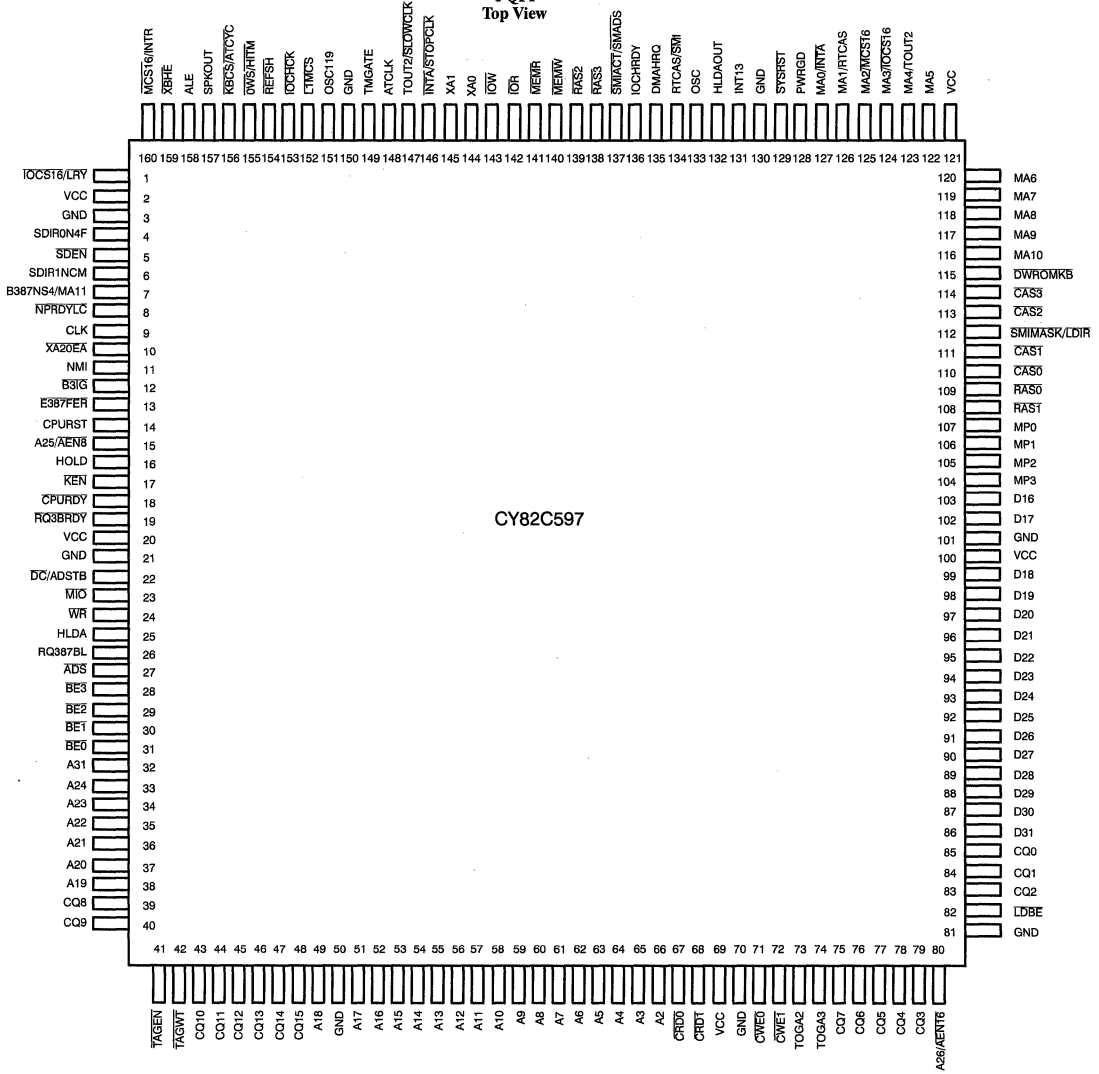 Top View
MCS16/INTR
XBHE
ALE
SPKOUT
KBCS/ATCYC
0WS/HITM
REFSH
IOCHCK
L1MCS
OSC119
GND
TMGATE
ATCLK
TOUT2/SLOWCLK
INTA/STOPCLK
XA1
XA0
IOW
IOR
MEMR
MEMW
RAS2
RAS3
SMIACT/SMADS
IOCHRDY
DMAHRQ
RTCAS/SMI
OSC
HLDAOUT
INT13
GND
SYSRST
PWRGD
MA0/INTA
MA1/RTCAS
MA2/MCST6
MA3/IOCS16
MA4/TOUT2
MA5
VCC
160 159 158 157 156 155 154 153 152 151 150 149 148 147 146 145 144 143 142 141 140 139 138 137 136 135 134 133 132 131 130 129 128 127 126 125 124 123 122 121
IOCS16/LRY 1
VCC 2
GND 3
SDIR0N4F 4
SDEN 5
SDIR1NCM 6
B387NS4/MA11 7
NPRDYLC 8
CLK 9
XA20EA 10
NMI 11
B3IG 12
E387FER 13
CPURST 14
A25/AEN8 15
HOLD 16
KEN 17
CPURDY 18
RQ3BRDY 19
VCC 20
GND 21
DC/ADSTB 22
MIO 23
WR 24
HLDA 25
RQ387BL 26
ADS 27
BE3 28
BE2 29
BE1 30
BE0 31
A31 32
A24 33
A23 34
A22 35
A21 36
A20 37
A19 38
CQ8 39
CQ9 40
CY82C597
120 MA6
119 MA7
118 MA8
117 MA9
116 MA10
115 DWROMKB
114 CAS3
113 CAS2
112 SMIMASK/LDIR
111 CAS1
110 CAS0
109 RAS0
108 RAS1
107 MP0
106 MP1
105 MP2
104 MP3
103 D16
102 D17
101 GND
100 VCC
99 D18
98 D19
97 D20
96 D21
95 D22
94 D23
93 D24
92 D25
91 D26
90 D27
89 D28
88 D29
87 D30
86 D31
85 CQ0
84 CQ1
83 CQ2
82 LDBE
81 GND
41 42 43 44 45 46 47 48 49 50 51 52 53 54 55 56 57 58 59 60 61 62 63 64 65 66 67 68 69 70 71 72 73 74 75 76 77 78 79 80
TAGEN
TAGWT
CQ10
CQ11
CQ12
CQ13
CQ14
CQ15
A18
GND
A17
A16
A15
A14
A13
A12
A11
A10
A9
A8
A7
A6
A5
A4
A3
A2
CRD0
CRD1
VCC
GND
CWE0
CWE1
TOGA2
TOGA3
CQ7
CQ6
CQ5
CQ4
CQ3
A26/AENT6